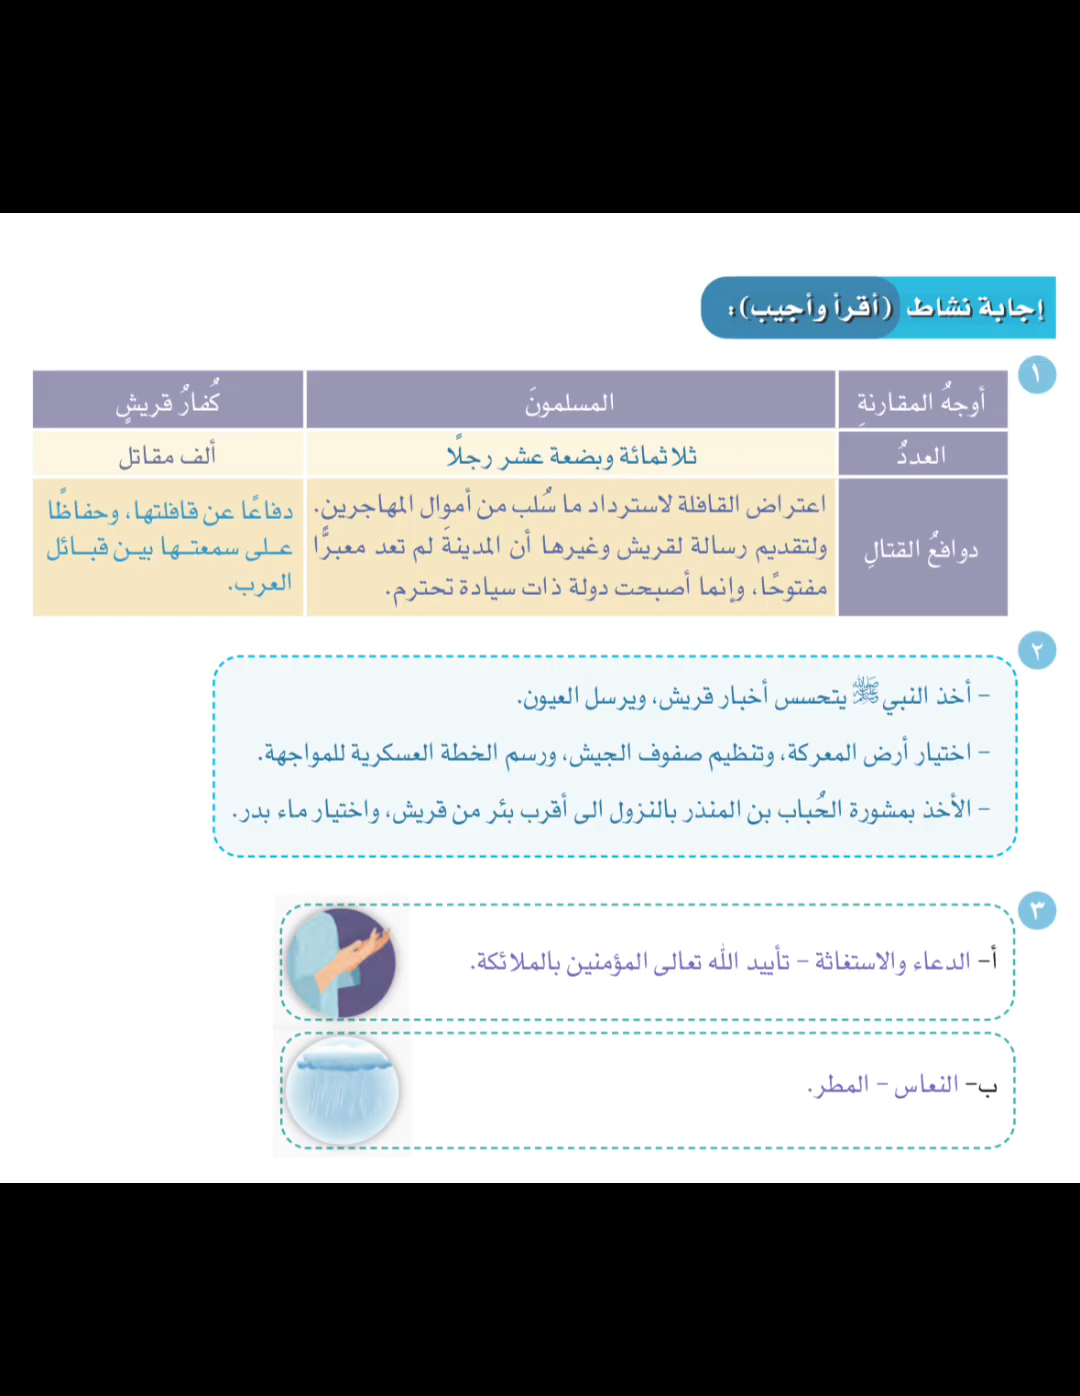 إجابة نشاط (أقرأ وأجيب):
١
أوجهُ المقارنةِ المسلمونَ كُفارُ قريشٍ
العددُ ثلاثمائة وبضعة عشر رجلًا ألف مقاتل
دوافعُ القتالِ
اعتراض القافلة لاسترداد ما سُلب من أموال المهاجرين.
ولتقديم رسالة لقريش وغيرها أن المدينةَ لم تعد معبرًا
مفتوحًا، وإنما أصبحت دولة ذات سيادة تحترم.
دفاعًا عن قافلتها، وحفاظًا
على سمعتها بين قبائل
العرب.
٢
- أخذ النبي ﷺ يتحسس أخبار قريش، ويرسل العيون.
- اختيار أرض المعركة، وتنظيم صفوف الجيش، ورسم الخطة العسكرية للمواجهة.
- الأخذ بمشورة الحُباب بن المنذر بالنزول الى أقرب بئر من قريش، واختيار ماء بدر.
٣
أ- الدعاء والاستغاثة - تأييد الله تعالى المؤمنين بالملائكة.
ب- النعاس - المطر.